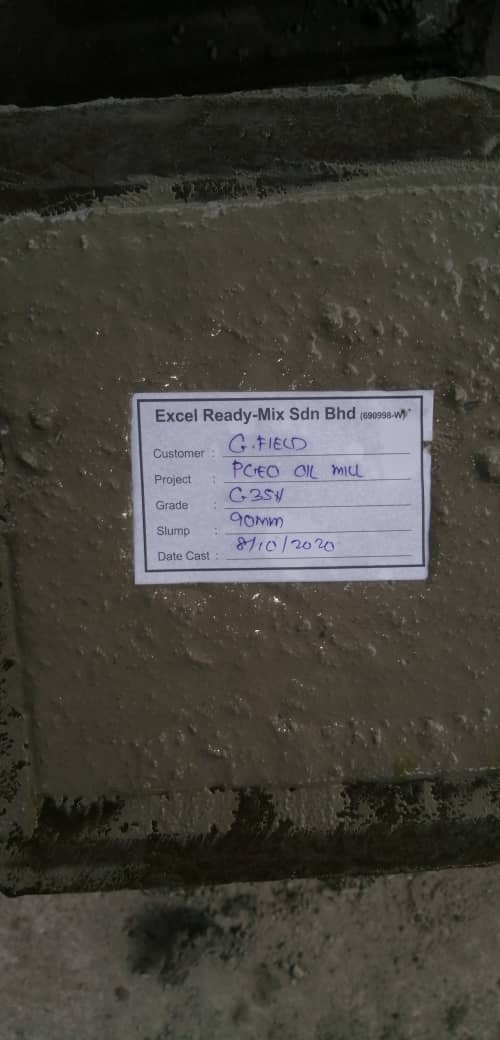 Excel Ready-Mix Sdn Bhd (690998-W)
Customer : G.FIELD
Project : PGEO OIL MILL
Grade : G35N
Slump : 90mm
Date Cast : 8/10/2020